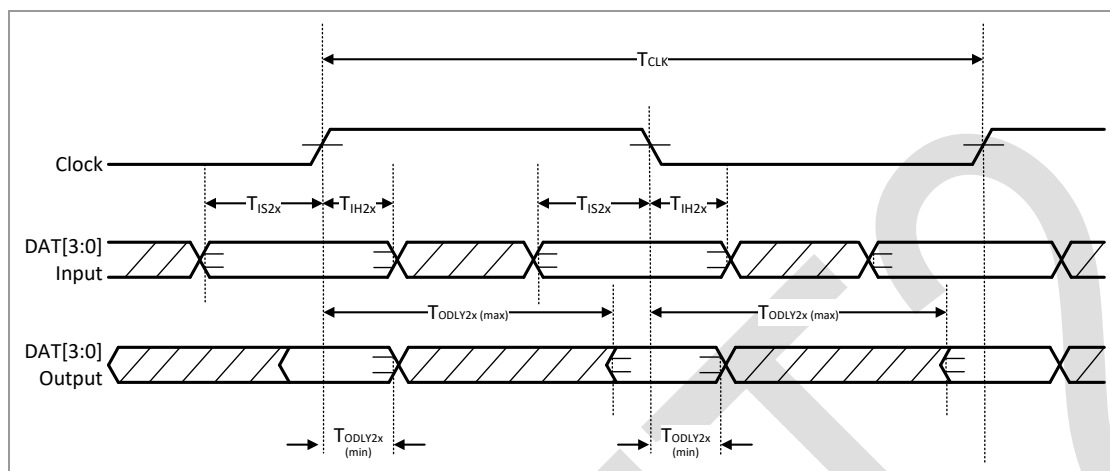 TCLK
Clock
TIS2x TIH2x TIS2x TIH2x
DAT[3:0]
Input
TODLY2x (max) TODLY2x (max)
DAT[3:0]
Output
TODLY2x
(min)
TODLY2x
(min)